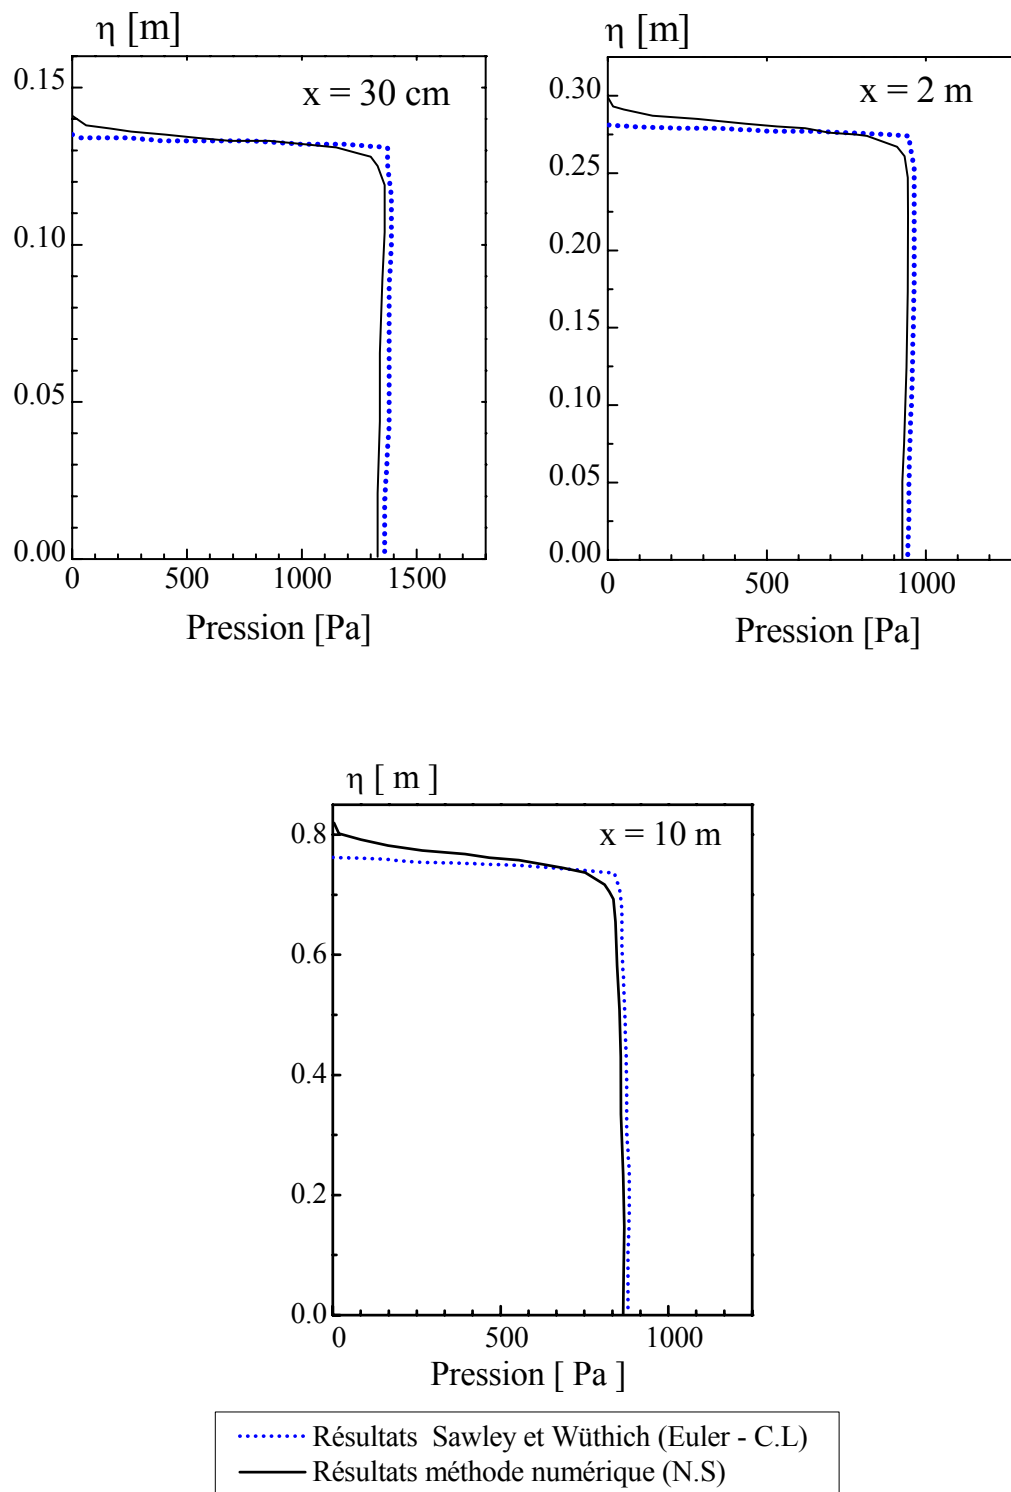 η [m]
x = 30 cm
0.15
0.10
0.05
0.00
0 500 1000 1500
Pression [Pa]
η [m]
x = 2 m
0.30
0.25
0.20
0.15
0.10
0.05
0.00
0 500 1000
Pression [Pa]
η [ m ]
x = 10 m
0.8
0.6
0.4
0.2
0.0
0 500 1000
Pression [ Pa ]
Résultats Sawley et Wüthich (Euler - C.L)
Résultats méthode numérique (N.S)